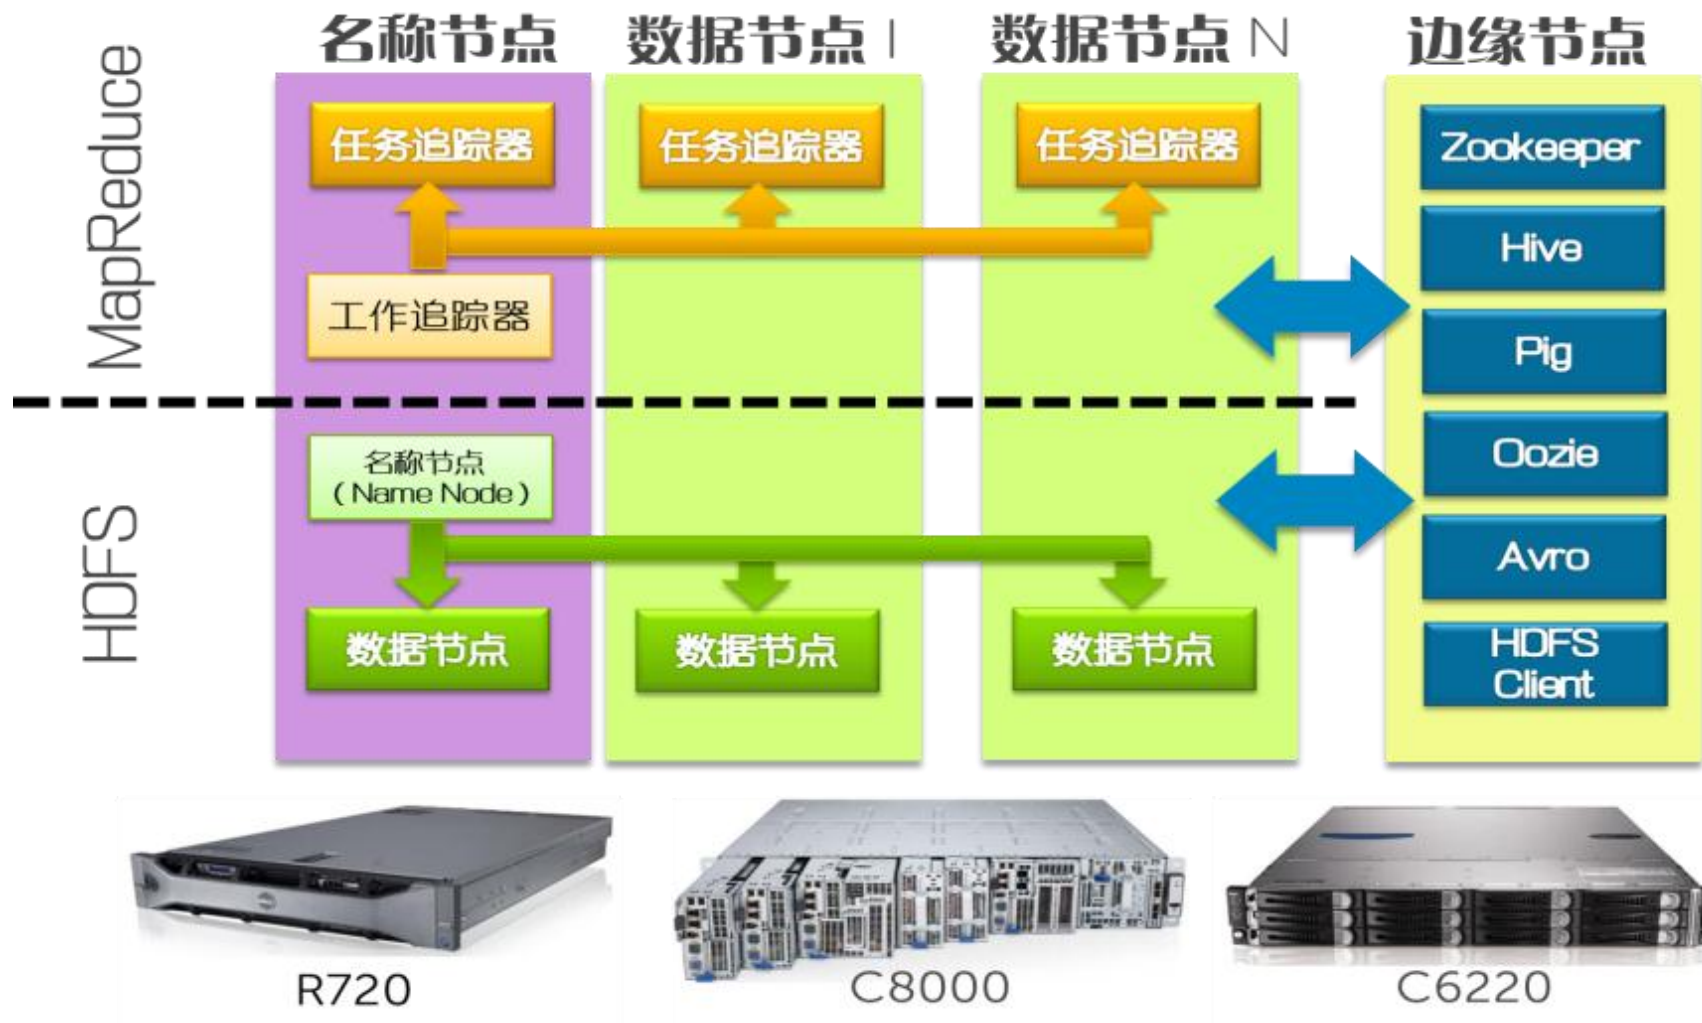 名称节点
数据节点 1
数据节点 N
边缘节点
MapReduce
任务追踪器
任务追踪器
任务追踪器
工作追踪器
HDFS
名称节点
(Name Node)
数据节点
数据节点
数据节点
Zookeeper
Hive
Pig
Oozie
Avro
HDFS
Client
R720
C8000
C6220